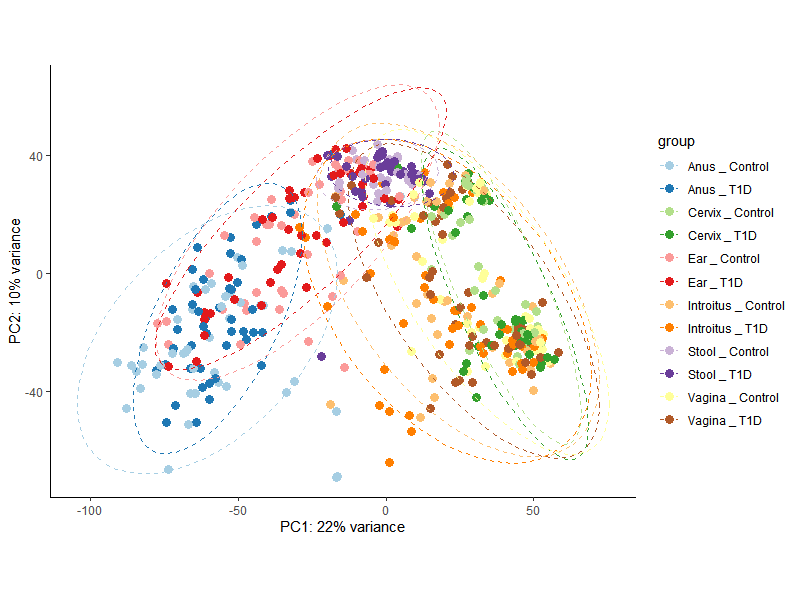 group
Anus _ Control
Anus _ T1D
Cervix _ Control
Cervix _ T1D
Ear _ Control
Ear _ T1D
Introitus _ Control
Introitus _ T1D
Stool _ Control
Stool _ T1D
Vagina _ Control
Vagina _ T1D
PC2: 10% variance
40
0
-40
-100
-50
0
50
PC1: 22% variance